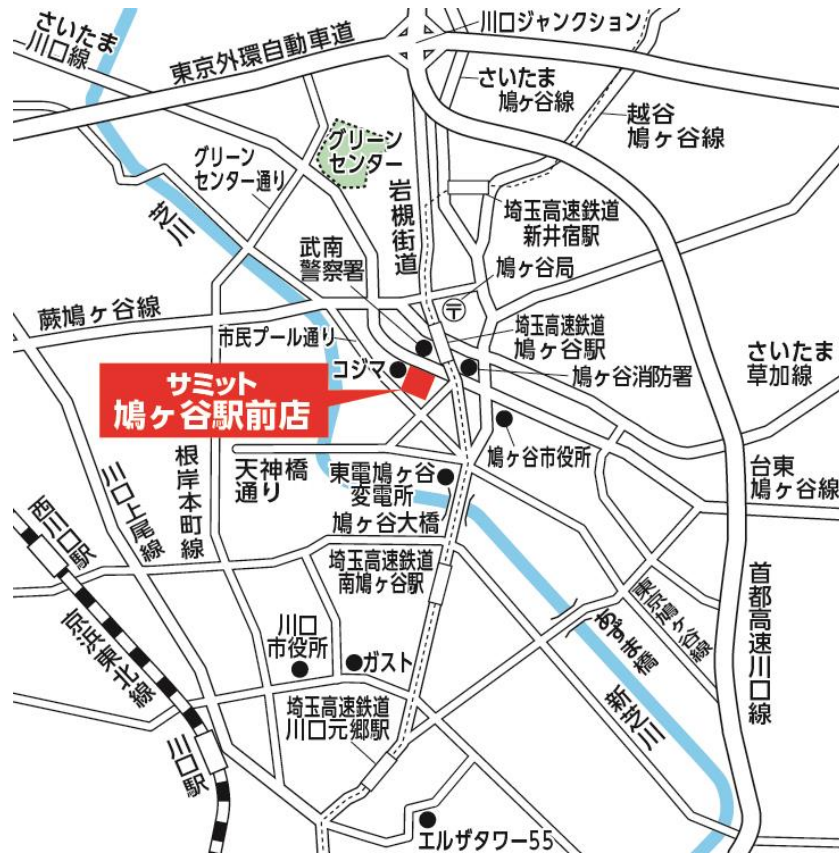 さいたま
川口線
東京外環自動車道
川口ジャンクション
さいたま
鳩ヶ谷線
越谷
鳩ヶ谷線
グリーン
センター
グリーン
センター通り
芝川
岩槻街道
埼玉高速鉄道
新井宿駅
武南
警察署
鳩ヶ谷局
〒
蕨鳩ヶ谷線
市民プール通り
埼玉高速鉄道
鳩ヶ谷駅
コジマ
鳩ヶ谷消防署
さいたま
草加線
サミット
鳩ヶ谷駅前店
鳩ヶ谷市役所
天神橋
通り
東電鳩ヶ谷
変電所
台東
鳩ヶ谷線
川口上尾線
根岸本町線
鳩ヶ谷大橋
西川口駅
埼玉高速鉄道
南鳩ヶ谷駅
首都高速川口線
東京鳩ヶ谷線
あずま橋
京浜東北線
川口
市役所
ガスト
新芝川
埼玉高速鉄道
川口元郷駅
川口駅
エルザタワー55